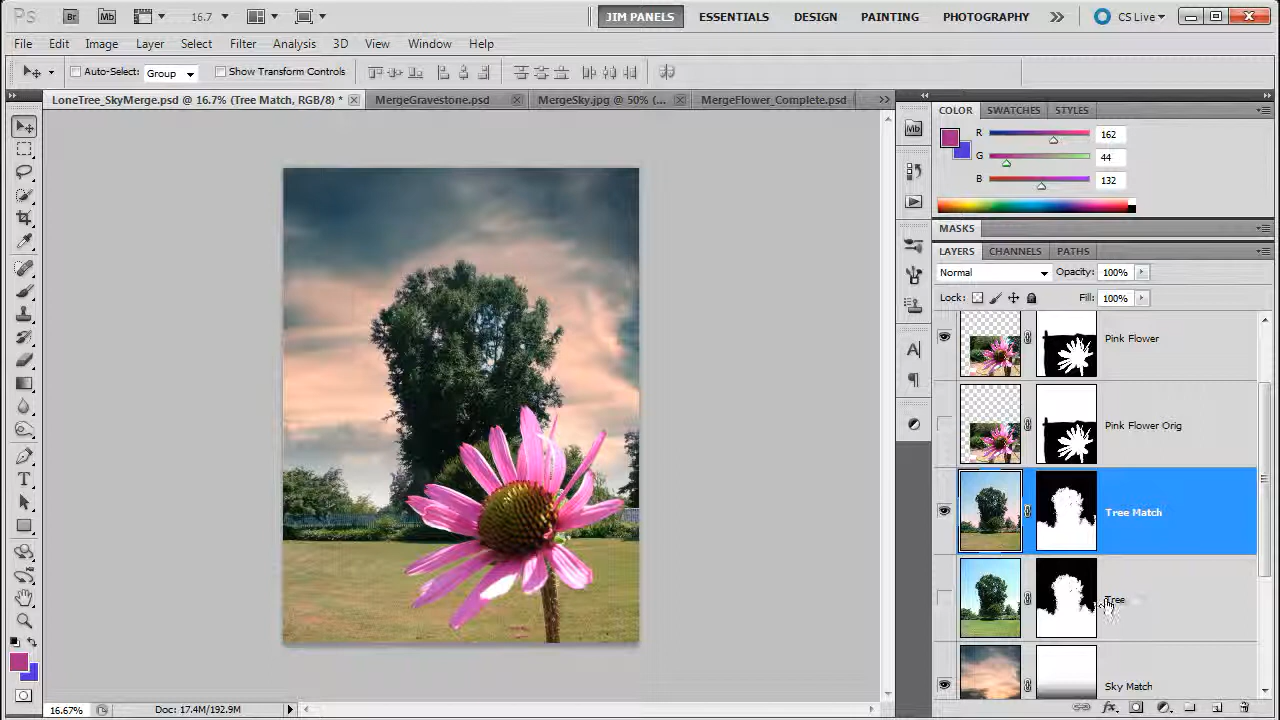 Ps Br Mb 16.7 JIM PANELS ESSENTIALS DESIGN PAINTING PHOTOGRAPHY CS Live
File Edit Image Layer Select Filter Analysis 3D View Window Help
Auto-Select: Group Show Transform Controls
LoneTree_SkyMerge.psd @ 16.7% (Tree Match, RGB/8) * MergeGravestone.psd MergeSky.jpg @ 50% (... MergeFlower_Complete.psd
COLOR SWATCHES STYLES
Mb
R 162
G 44
B 132
MASKS
LAYERS CHANNELS PATHS
Normal Opacity: 100%
Lock: Fill: 100%
Pink Flower
Pink Flower Orig
Tree Match
Tree
Sky Match
16.67% Doc: 17.4M/192.9M